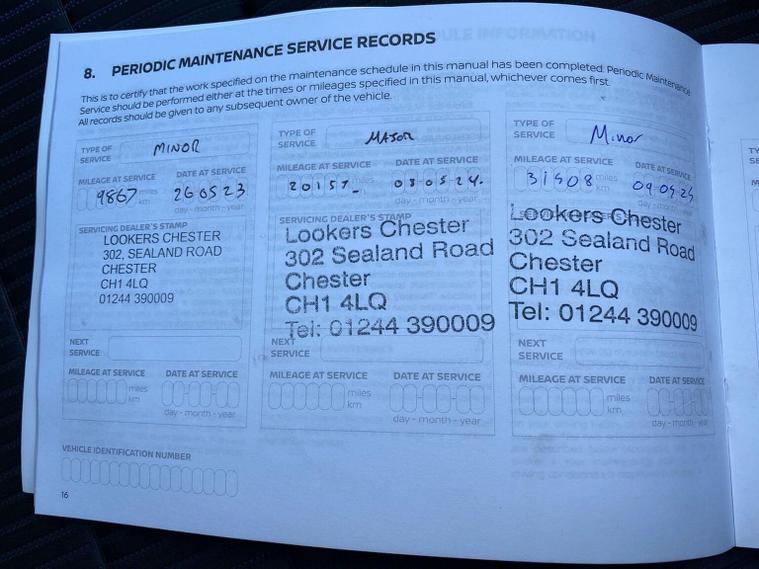 8. PERIODIC MAINTENANCE SERVICE RECORDS
This is to certify that the work specified on the maintenance schedule in this manual has been completed. Periodic Maintenance
Service should be performed either at the times or mileages specified in this manual, whichever comes first.
All records should be given to any subsequent owner of the vehicle.
TYPE OF SERVICE MINOR
MILEAGE AT SERVICE DATE AT SERVICE
9867 miles 26 05 23
day - month - year
SERVICING DEALER'S STAMP
LOOKERS CHESTER
302, SEALAND ROAD
CHESTER
CH1 4LQ
01244 390009
NEXT SERVICE
MILEAGE AT SERVICE DATE AT SERVICE
miles
km
day - month - year
TYPE OF SERVICE MAJOR
MILEAGE AT SERVICE DATE AT SERVICE
20157 08 05 24
day - month - year
SERVICING DEALER'S STAMP
Lookers Chester
302 Sealand Road
Chester
CH1 4LQ
Tel: 01244 390009
NEXT SERVICE
MILEAGE AT SERVICE DATE AT SERVICE
miles
km
day - month - year
TYPE OF SERVICE Minor
MILEAGE AT SERVICE DATE AT SERVICE
31508 miles
km
day - month - year
Lookers Chester
302 Sealand Road
Chester
CH1 4LQ
Tel: 01244 390009
NEXT SERVICE
MILEAGE AT SERVICE DATE AT SERVICE
miles
km
day - month - year
VEHICLE IDENTIFICATION NUMBER
16